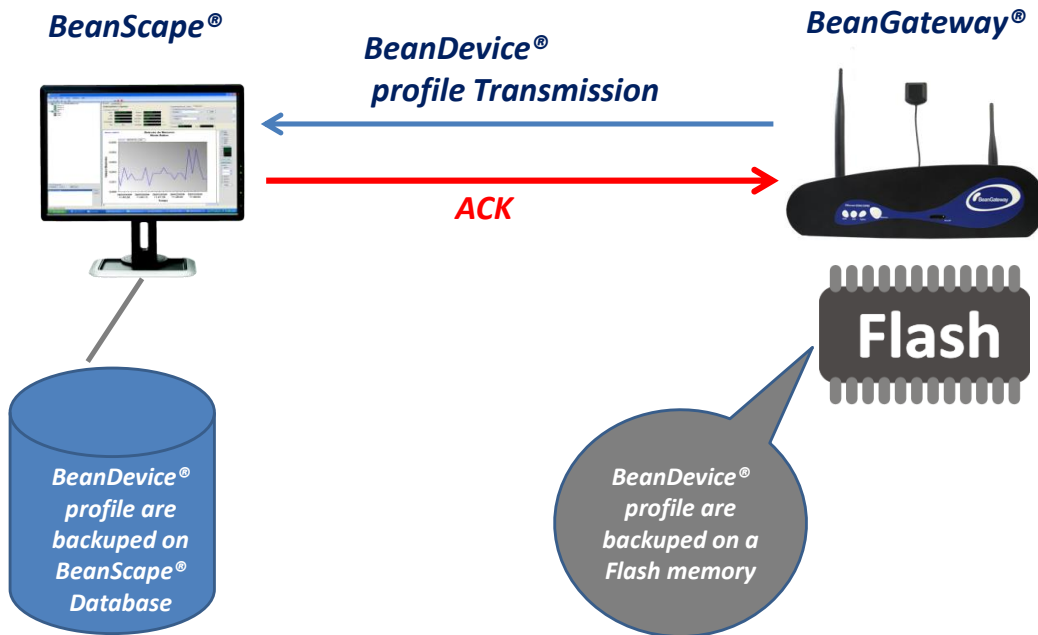 BeanScape®
BeanGateway®
BeanDevice®
profile Transmission
ACK
BeanGateway
Flash
BeanDevice®
profile are
backuped on
BeanScape®
Database
BeanDevice®
profile are
backuped on a
Flash memory